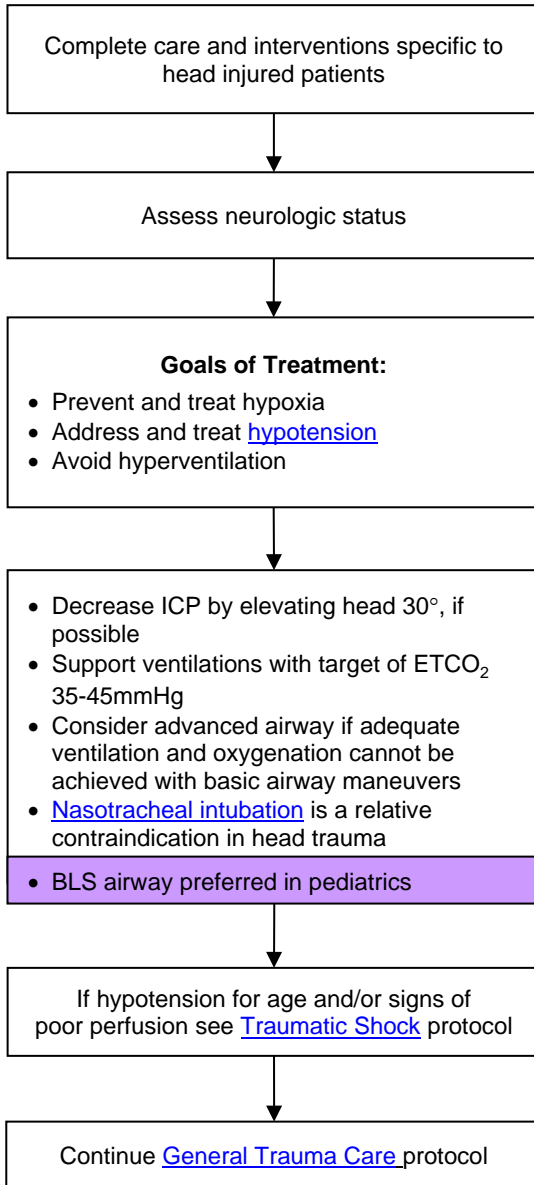 Complete care and interventions specific to
head injured patients
Assess neurologic status
Goals of Treatment:
• Prevent and treat hypoxia
• Address and treat hypotension
• Avoid hyperventilation
• Decrease ICP by elevating head 30°, if
possible
• Support ventilations with target of ETCO₂
35-45mmHg
• Consider advanced airway if adequate
ventilation and oxygenation cannot be
achieved with basic airway maneuvers
• Nasotracheal intubation is a relative
contraindication in head trauma
• BLS airway preferred in pediatrics
If hypotension for age and/or signs of
poor perfusion see Traumatic Shock protocol
Continue General Trauma Care protocol